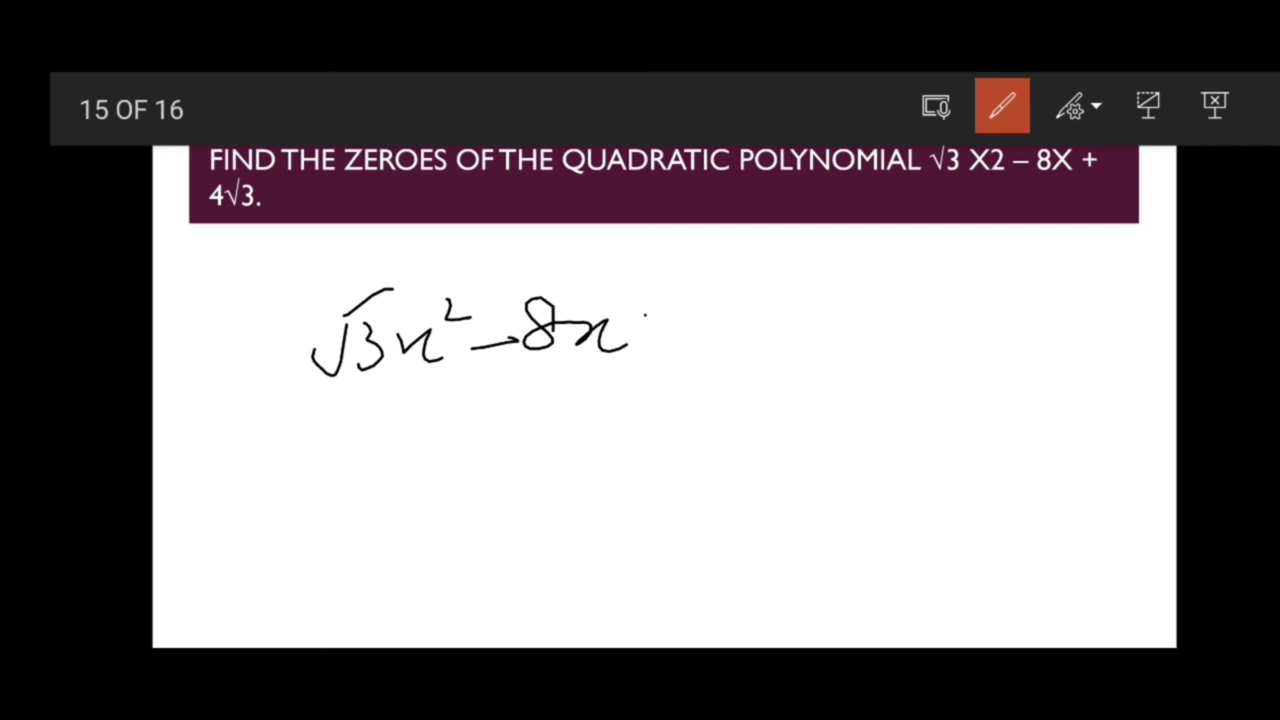 15 OF 16
FIND THE ZEROES OF THE QUADRATIC POLYNOMIAL √3 X2 – 8X +
4√3.
√3x² - 8x